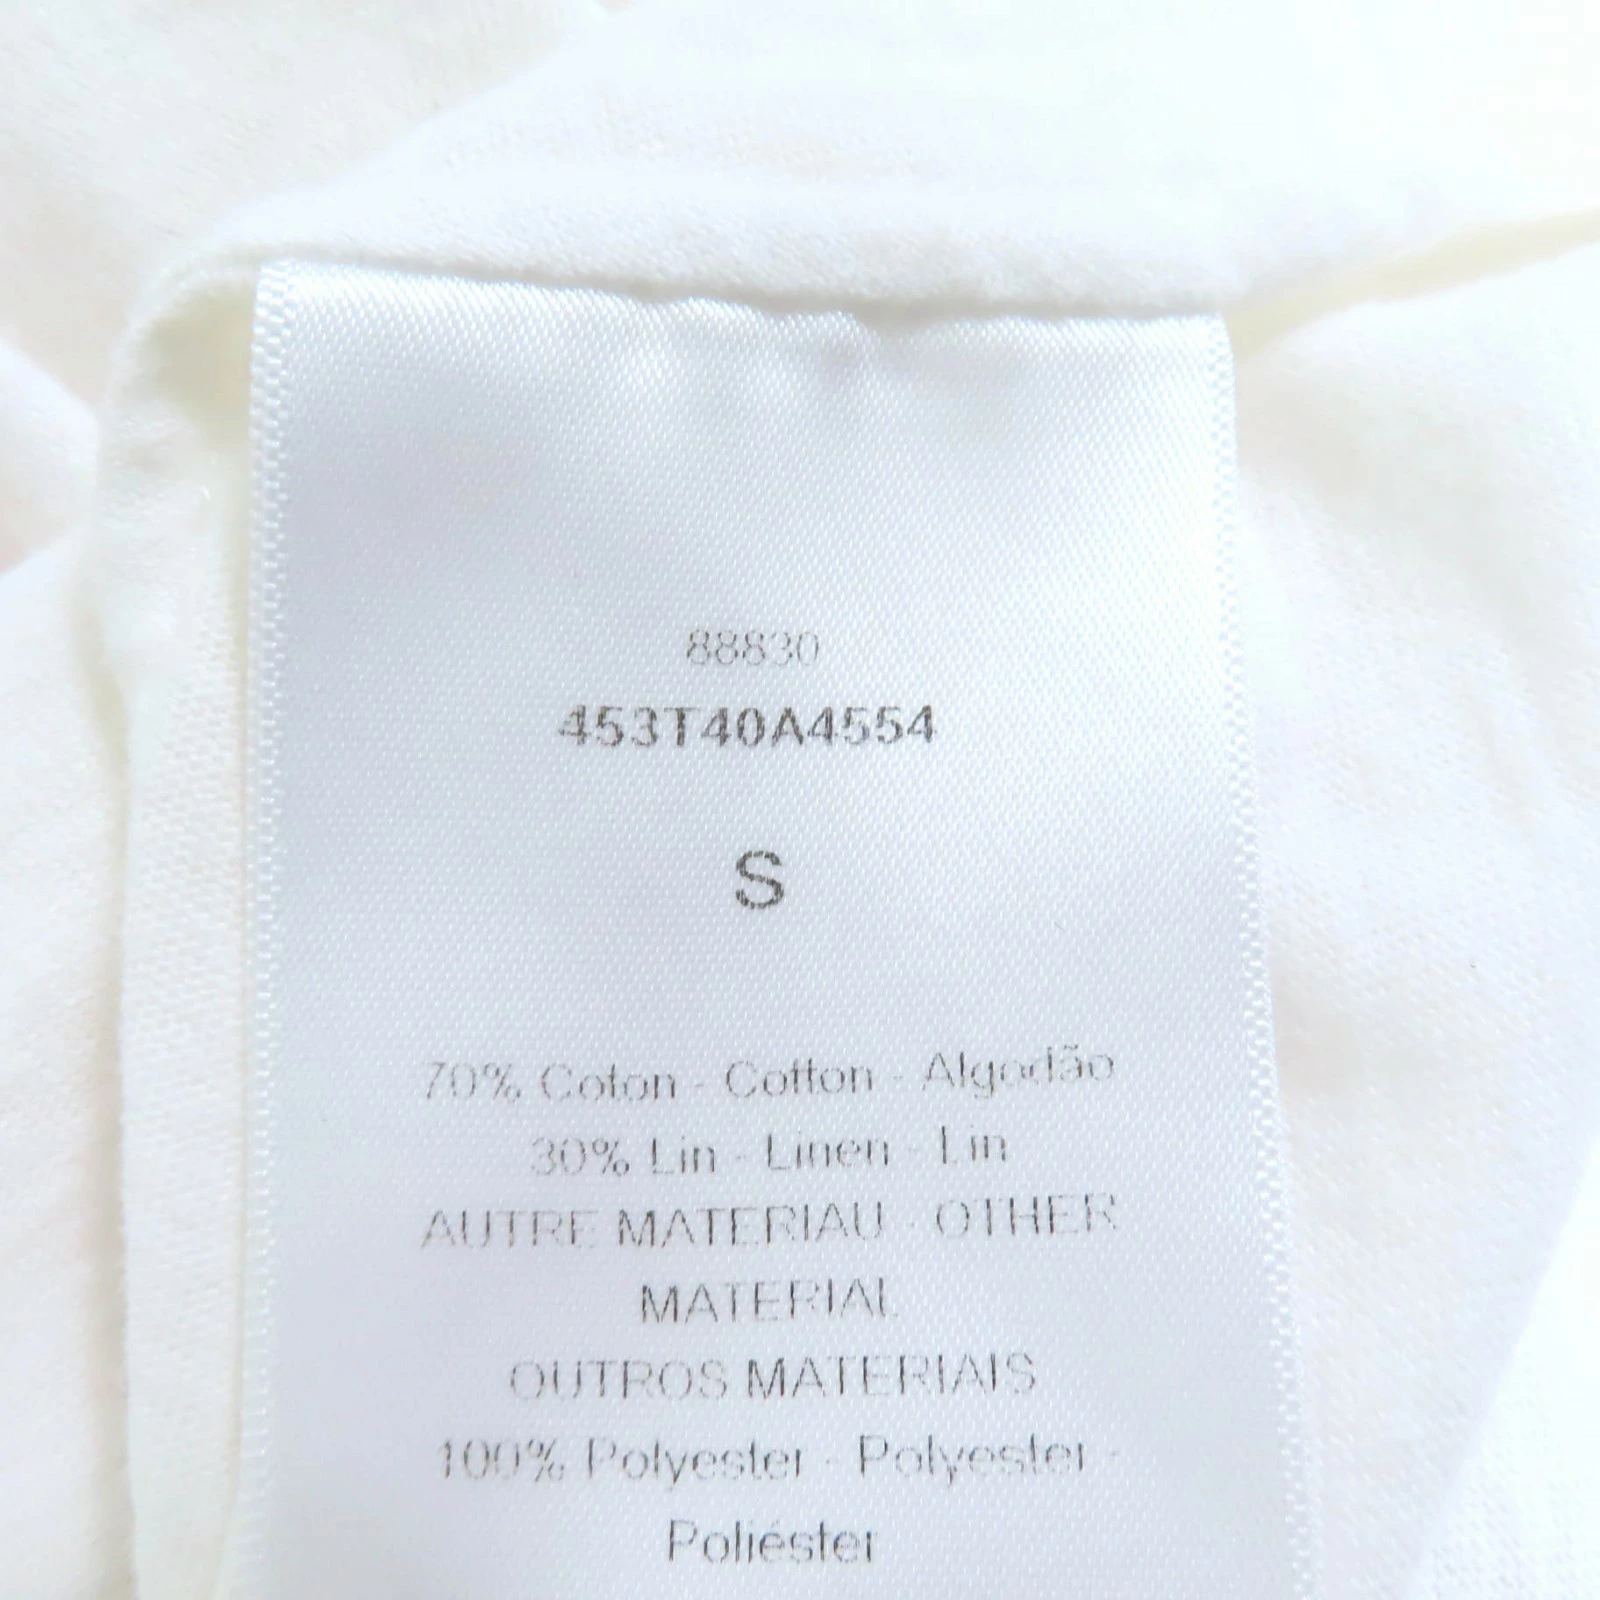 88830
453T40A4554
S
70% Coton - Cotton - Algodão
30% Lin - Linen - Lin
AUTRE MATERIAU - OTHER
MATERIAL
OUTROS MATERIAIS
100% Polyester - Polyester -
Poliéster